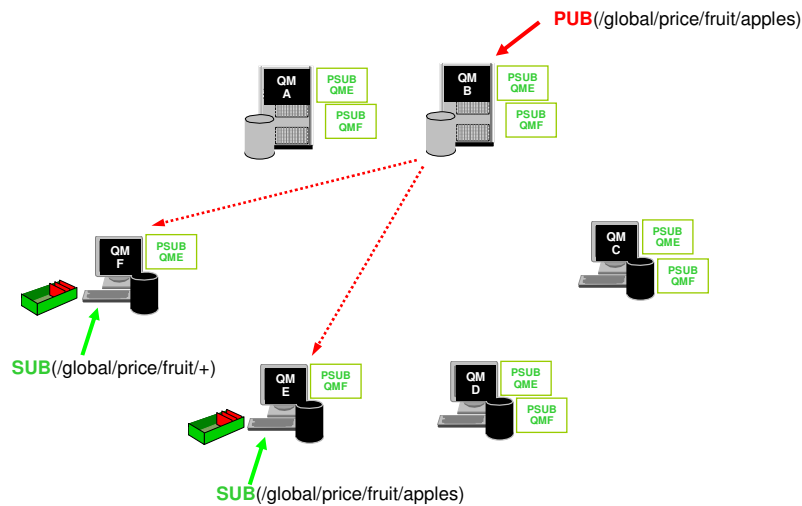 PUB(/global/price/fruit/apples)
QM
A
PSUB
QME
PSUB
QMF
QM
B
PSUB
QME
PSUB
QMF
QM
F
PSUB
QME
QM
C
PSUB
QME
PSUB
QMF
SUB(/global/price/fruit/+)
QM
E
PSUB
QMF
QM
D
PSUB
QME
PSUB
QMF
SUB(/global/price/fruit/apples)